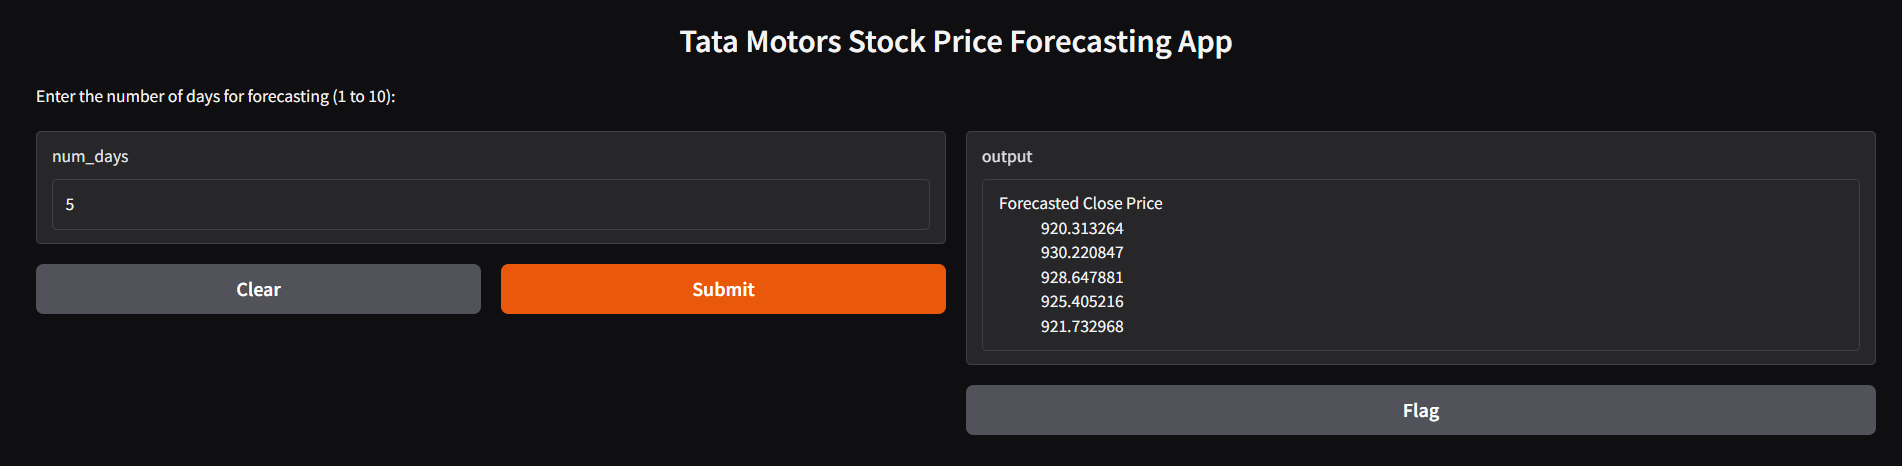 Tata Motors Stock Price Forecasting App
Enter the number of days for forecasting (1 to 10):
num_days
5
Clear
Submit
output
Forecasted Close Price
920.313264
930.220847
928.647881
925.405216
921.732968
Flag